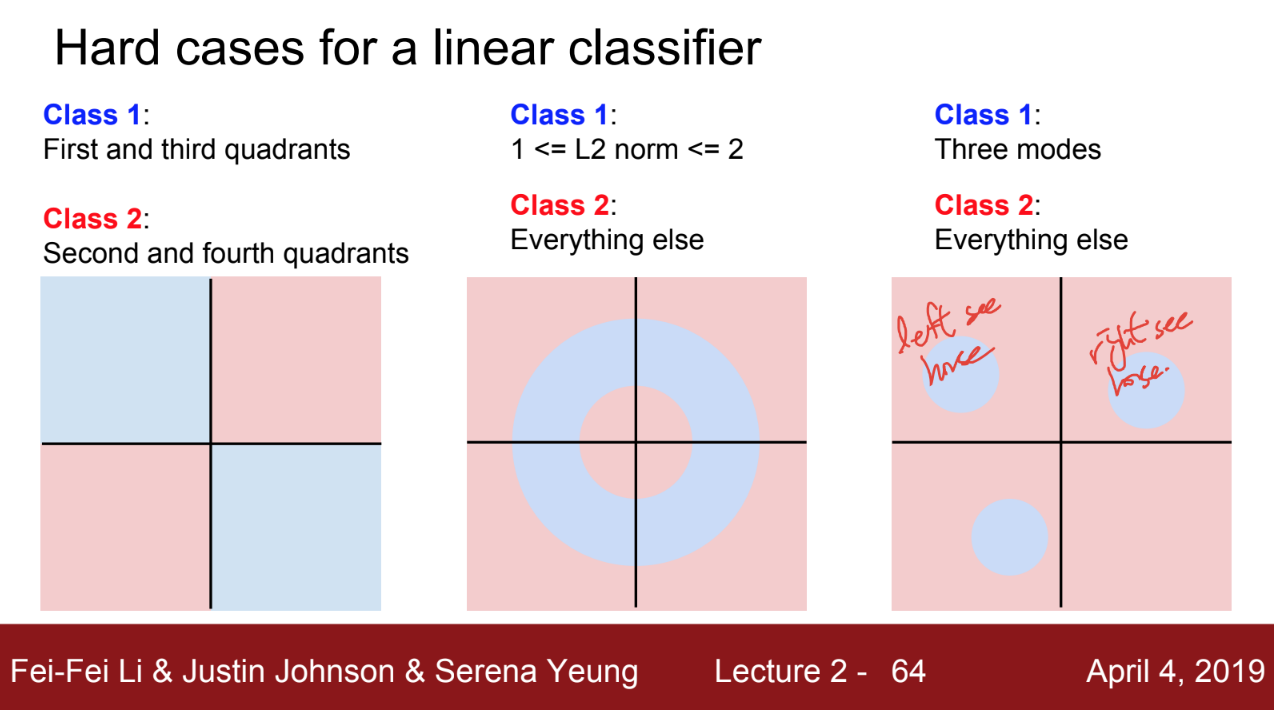 Hard cases for a linear classifier
Class 1:
First and third quadrants
Class 2:
Second and fourth quadrants
Class 1:
1 <= L2 norm <= 2
Class 2:
Everything else
Class 1:
Three modes
Class 2:
Everything else
left see
right see
Fei-Fei Li & Justin Johnson & Serena Yeung
Lecture 2 - 64
April 4, 2019